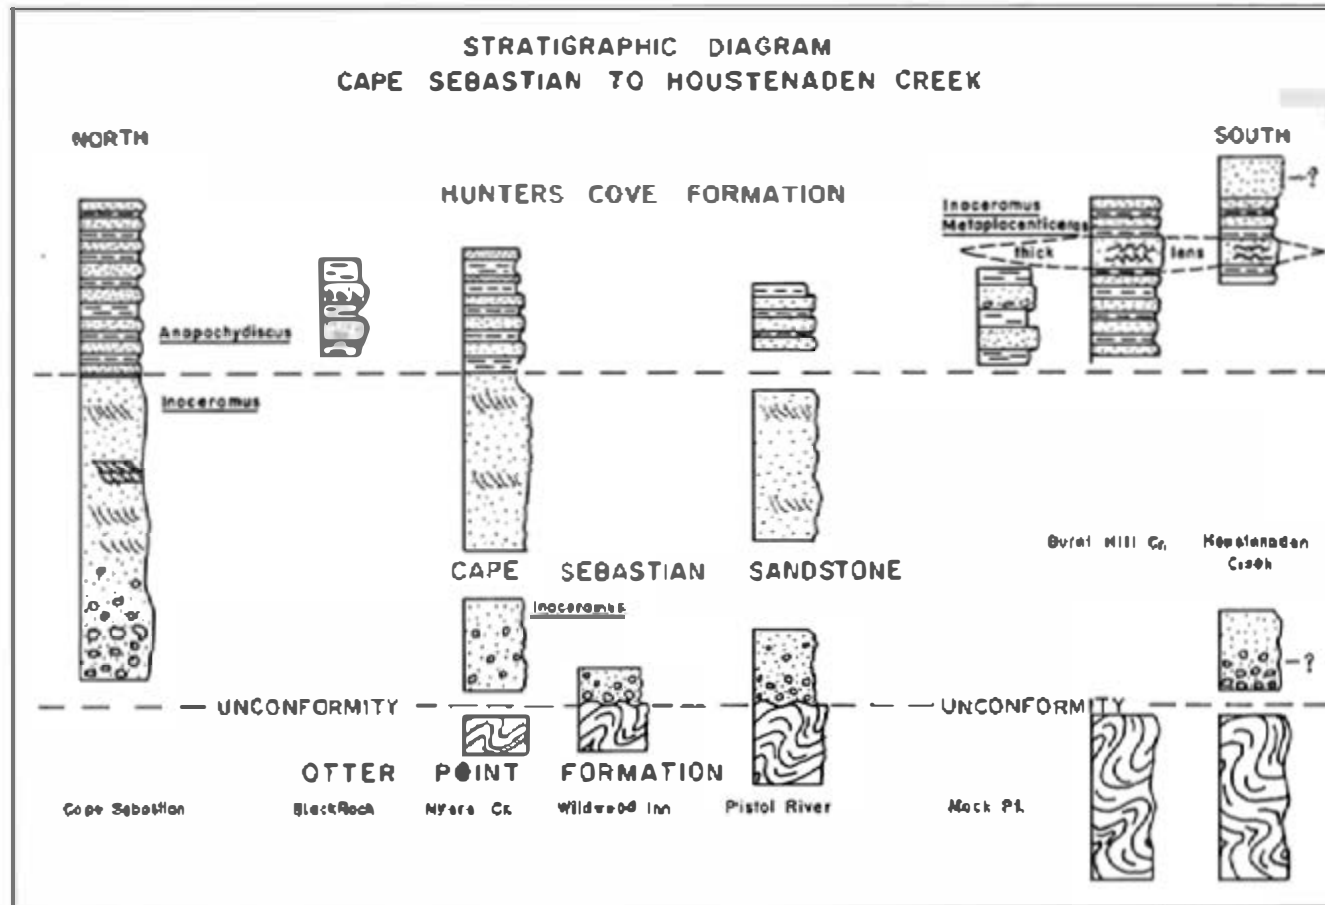 STRATIGRAPHIC DIAGRAM
CAPE SEBASTIAN TO HOUSTENADEN CREEK
NORTH
SOUTH
HUNTERS COVE FORMATION
Inoceramus
Metaplacenticeras
—?
thick lens
Anapachydiscus
Inoceramus
Burnt Hill Cr.
Houstenaden
Creek
CAPE SEBASTIAN SANDSTONE
Inoceramus
—?
UNCONFORMITY
UNCONFORMITY
OTTER POINT FORMATION
Cape Sebastian
Black Rock
Myers Cr.
Wildwood Inn
Pistol River
Mack Pt.